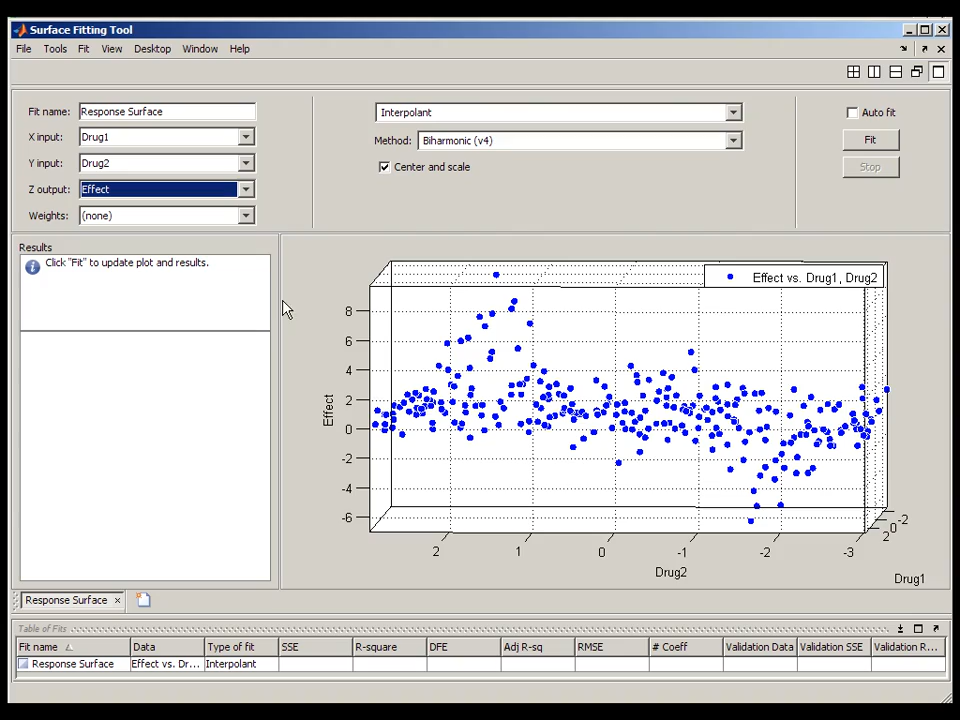 Surface Fitting Tool
File Tools Fit View Desktop Window Help
Fit name: Response Surface
X input: Drug1
Y input: Drug2
Z output: Effect
Weights: (none)
Interpolant
Method: Biharmonic (v4)
Center and scale
Auto fit
Fit
Stop
Results
Click "Fit" to update plot and results.
Effect vs. Drug1, Drug2
8
6
4
2
0
-2
-4
-6
Effect
2 1 0 -1 -2 -3
Drug2
-2
0
2
Drug1
Response Surface
Table of Fits
Fit name Data Type of fit SSE R-square DFE Adj R-sq RMSE # Coeff Validation Data Validation SSE Validation R...
Response Surface Effect vs. Dr... Interpolant